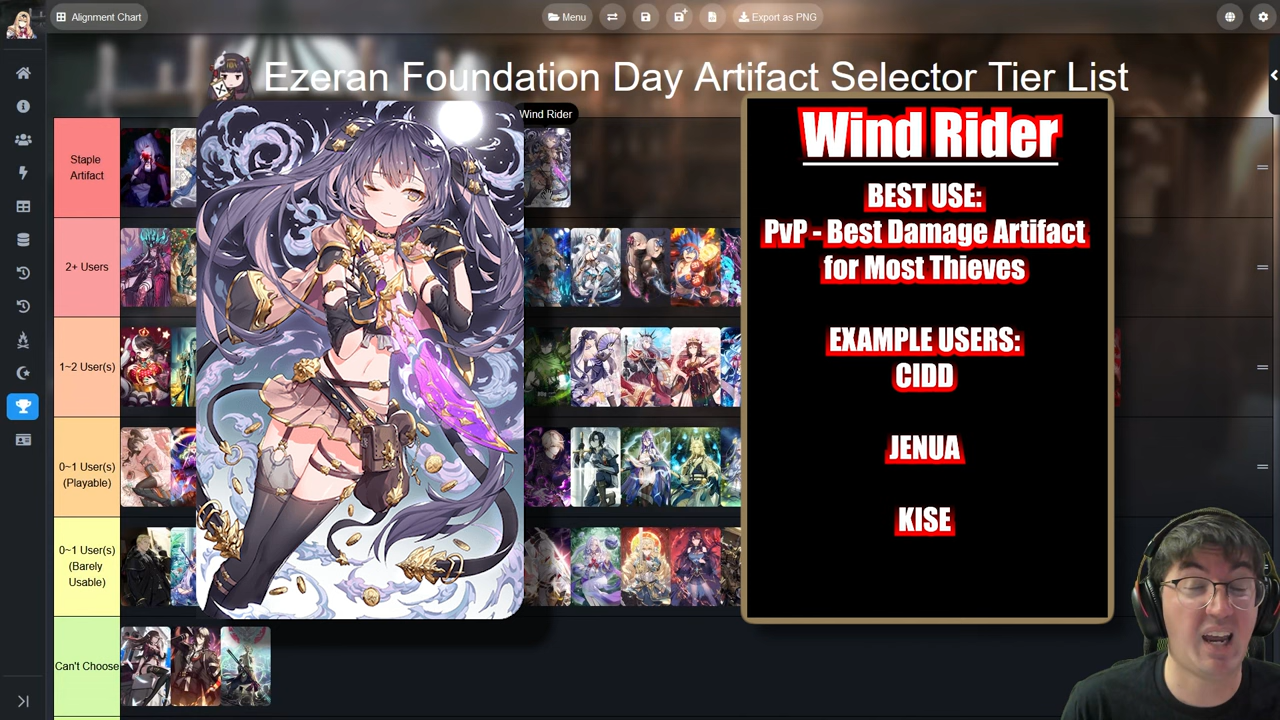 Alignment Chart
Menu
Export as PNG
Ezeran Foundation Day Artifact Selector Tier List
Wind Rider
Staple
Artifact
2+ Users
1~2 User(s)
0~1 User(s)
(Playable)
0~1 User(s)
(Barely
Usable)
Can't Choose
Wind Rider
BEST USE:
PvP - Best Damage Artifact
for Most Thieves
EXAMPLE USERS:
CIDD
JENUA
KISE